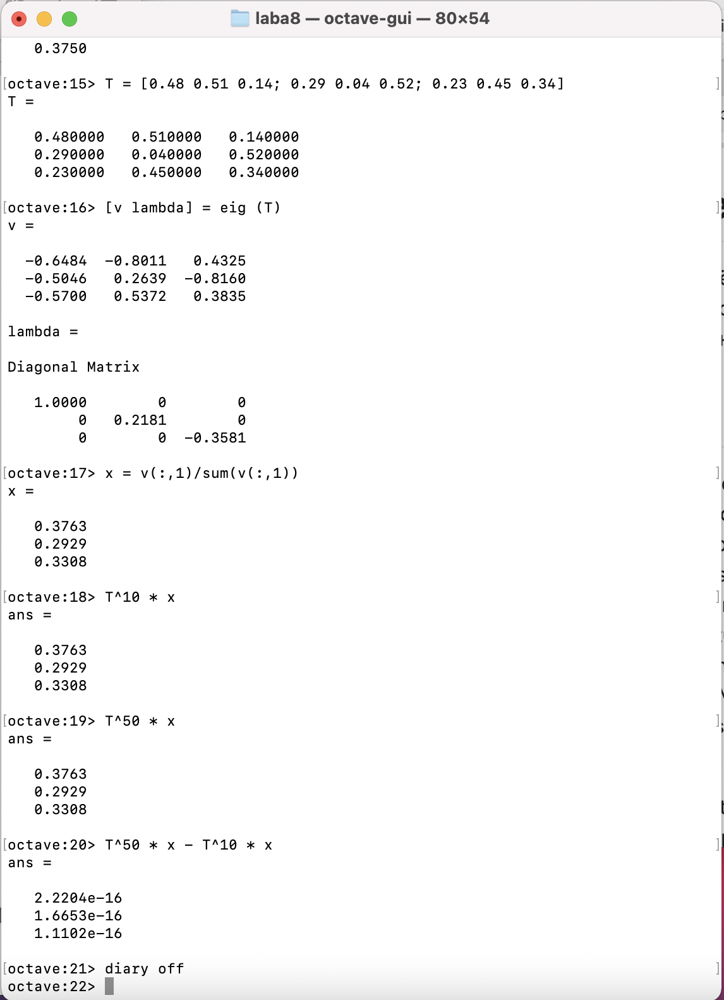 laba8 — octave-gui — 80×54
0.3750
[octave:15> T = [0.48 0.51 0.14; 0.29 0.04 0.52; 0.23 0.45 0.34] ]
T =
0.480000 0.510000 0.140000
0.290000 0.040000 0.520000
0.230000 0.450000 0.340000
[octave:16> [v lambda] = eig (T) ]
v =
-0.6484 -0.8011 0.4325
-0.5046 0.2639 -0.8160
-0.5700 0.5372 0.3835
lambda =
Diagonal Matrix
1.0000 0 0
0 0.2181 0
0 0 -0.3581
[octave:17> x = v(:,1)/sum(v(:,1)) ]
x =
0.3763
0.2929
0.3308
[octave:18> T^10 * x ]
ans =
0.3763
0.2929
0.3308
[octave:19> T^50 * x ]
ans =
0.3763
0.2929
0.3308
[octave:20> T^50 * x - T^10 * x ]
ans =
2.2204e-16
1.6653e-16
1.1102e-16
[octave:21> diary off ]
octave:22>